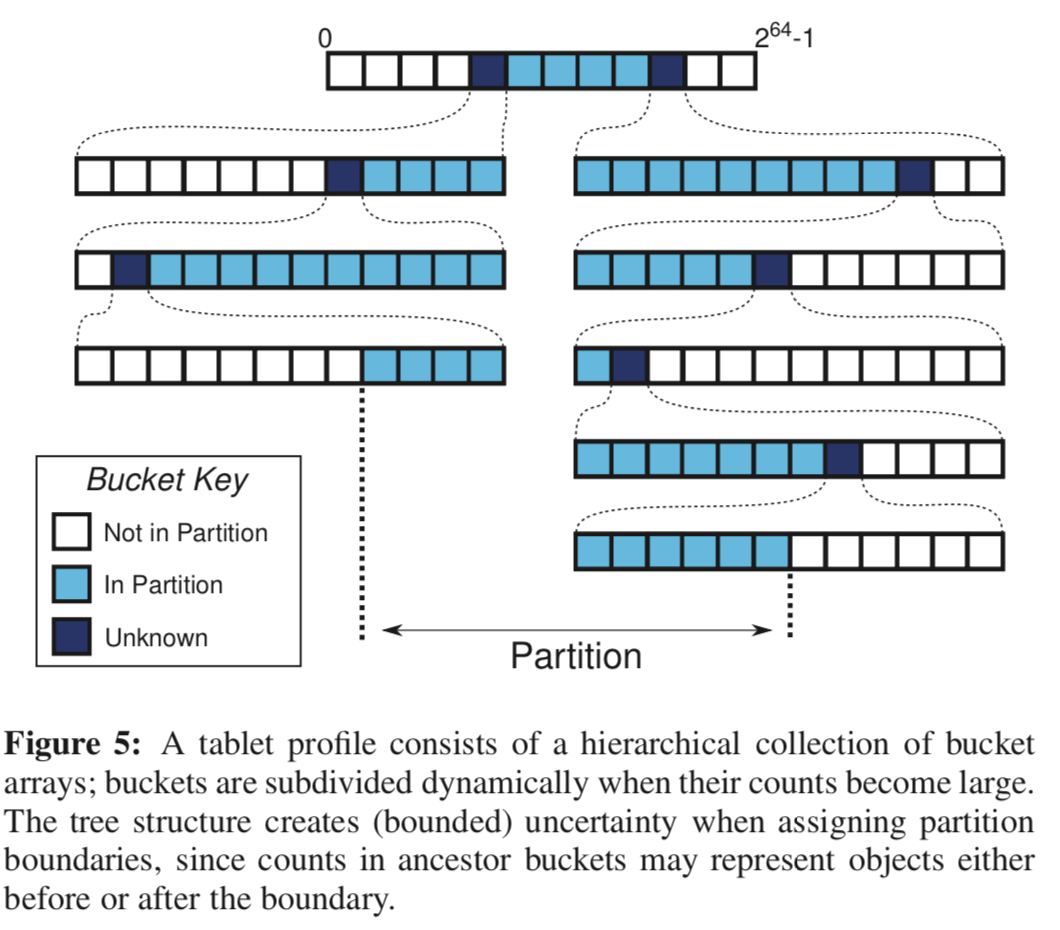 0
2^64-1
Bucket Key
Not in Partition
In Partition
Unknown
Partition
Figure 5: A tablet profile consists of a hierarchical collection of bucket
arrays; buckets are subdivided dynamically when their counts become large.
The tree structure creates (bounded) uncertainty when assigning partition
boundaries, since counts in ancestor buckets may represent objects either
before or after the boundary.